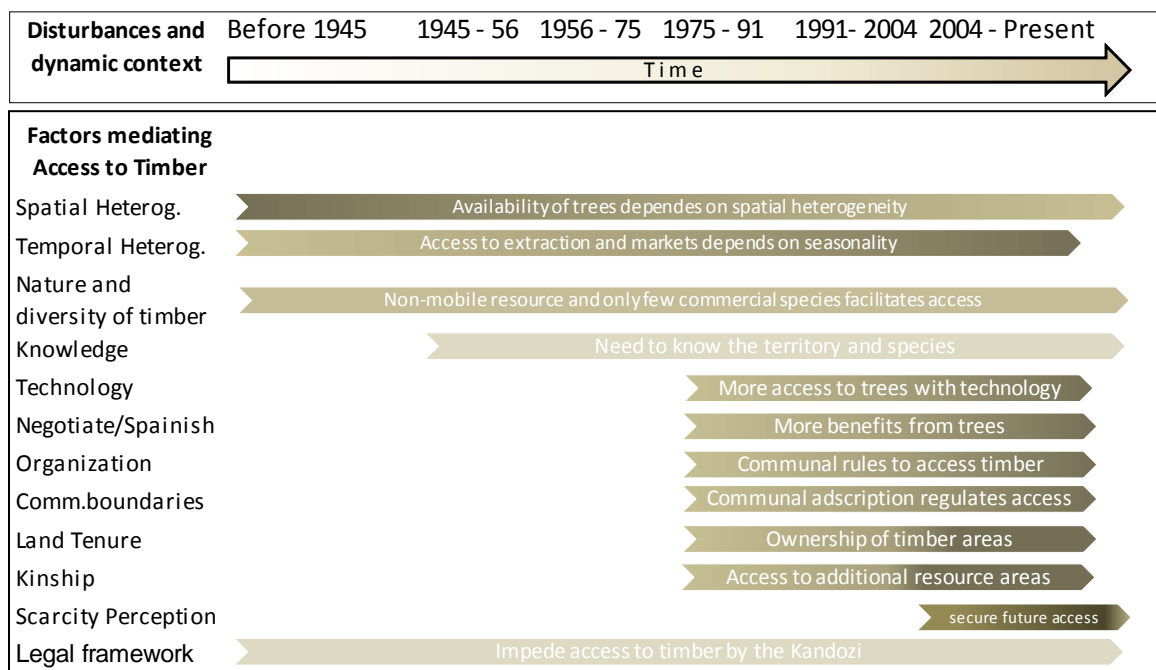 Disturbances and dynamic context
Before 1945 1945 - 56 1956 - 75 1975 - 91 1991- 2004 2004 - Present
Time
Factors mediating
Access to Timber
Spatial Heterog. Availability of trees dependes on spatial heterogeneity
Temporal Heterog. Access to extraction and markets depends on seasonality
Nature and
diversity of timber Non-mobile resource and only few commercial species facilitates access
Knowledge Need to know the territory and species
Technology More access to trees with technology
Negotiate/Spainish More benefits from trees
Organization Communal rules to access timber
Comm.boundaries Communal adscription regulates access
Land Tenure Ownership of timber areas
Kinship Access to additional resource areas
Scarcity Perception secure future access
Legal framework Impede access to timber by the Kandozi